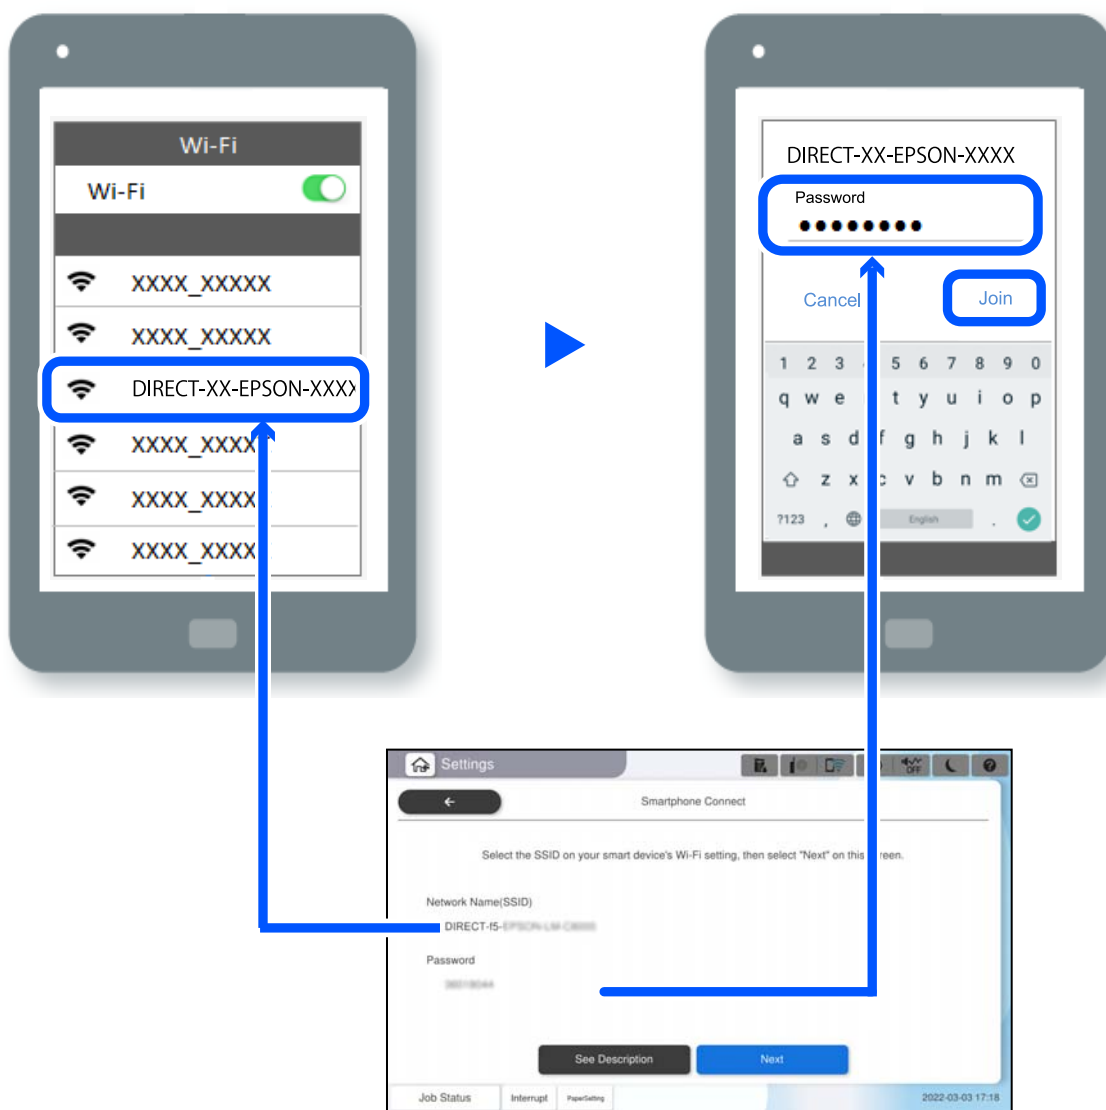 Wi-Fi
Wi-Fi
XXXX_XXXXX
XXXX_XXXXX
DIRECT-XX-EPSON-XXXX
XXXX_XXXX
XXXX_XXXX
XXXX_XXXX
DIRECT-XX-EPSON-XXXX
Password
Cancel
Join
1 2 3 5 6 7 8 9 0
q w e t y u i o p
a s d f g h j k l
z x c v b n m
?123 , English .
Settings
OFF
Smartphone Connect
Select the SSID on your smart device's Wi-Fi setting, then select "Next" on this screen.
Network Name(SSID)
DIRECT-f5-
Password
See Description
Next
Job Status
Interrupt
PaperSetting
2022-03-03 17:18